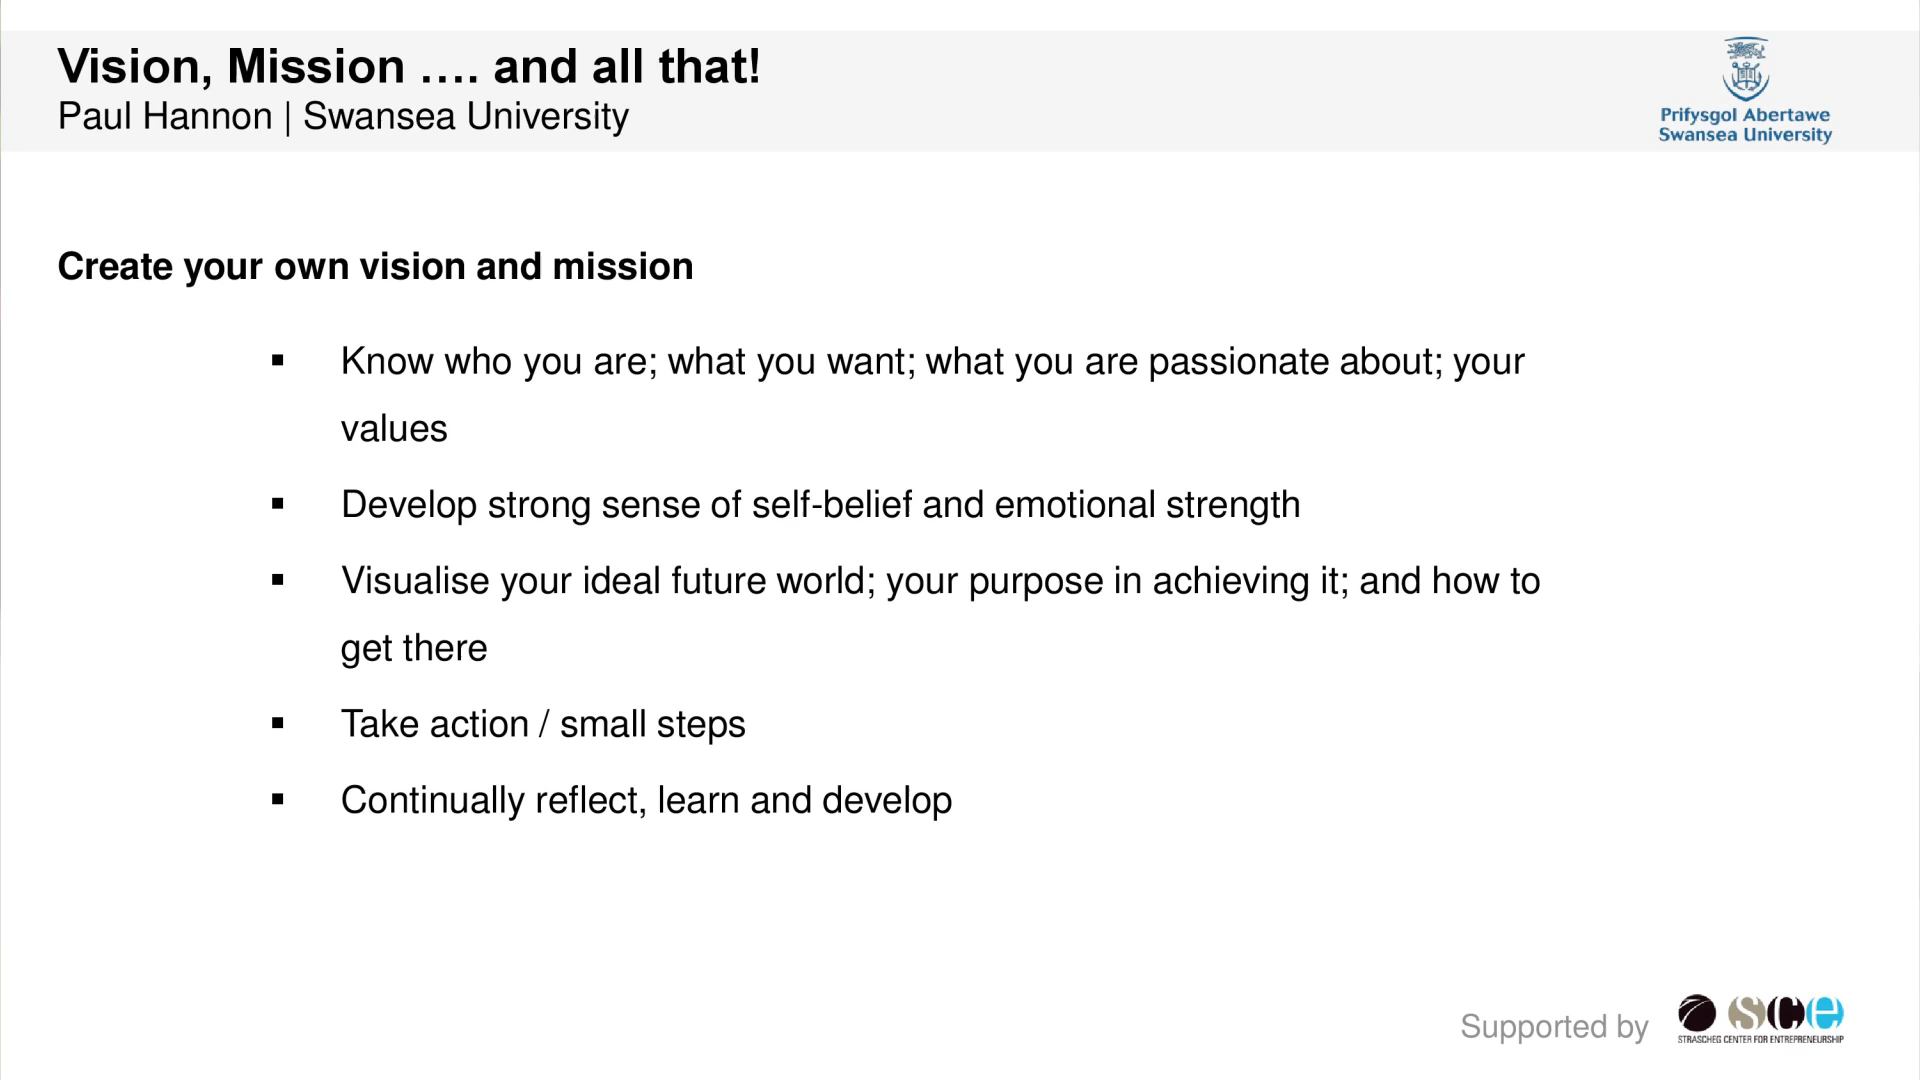 Vision, Mission …. and all that!
Paul Hannon | Swansea University
Prifysgol Abertawe
Swansea University
Create your own vision and mission
▪ Know who you are; what you want; what you are passionate about; your
values
▪ Develop strong sense of self-belief and emotional strength
▪ Visualise your ideal future world; your purpose in achieving it; and how to
get there
▪ Take action / small steps
▪ Continually reflect, learn and develop
Supported by
sce
STRASCHEG CENTER FOR ENTREPRENEURSHIP